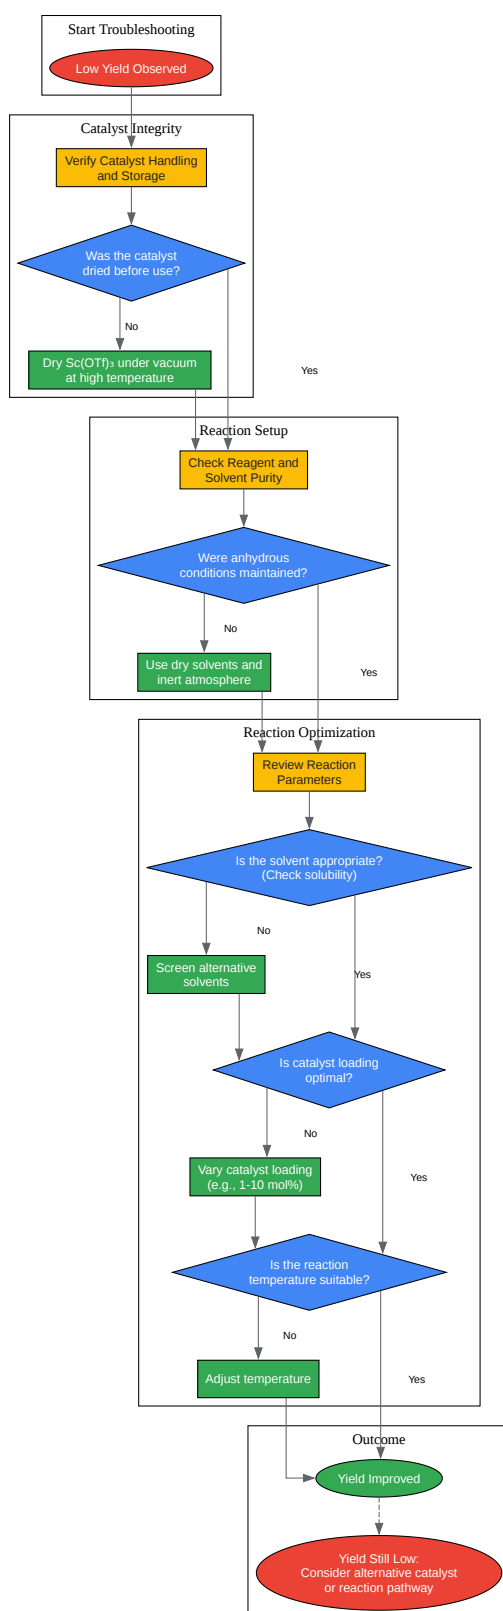 Start Troubleshooting
Low Yield Observed
Catalyst Integrity
Verify Catalyst Handling
and Storage
Was the catalyst
dried before use?
No
Dry Sc(OTf)₃ under vacuum
at high temperature
Yes
Reaction Setup
Check Reagent and
Solvent Purity
Were anhydrous
conditions maintained?
No
Use dry solvents and
inert atmosphere
Yes
Reaction Optimization
Review Reaction
Parameters
Is the solvent appropriate?
(Check solubility)
No
Screen alternative
solvents
Yes
Is catalyst loading
optimal?
No
Vary catalyst loading
(e.g., 1-10 mol%)
Yes
Is the reaction
temperature suitable?
No
Adjust temperature
Yes
Outcome
Yield Improved
Yield Still Low:
Consider alternative catalyst
or reaction pathway